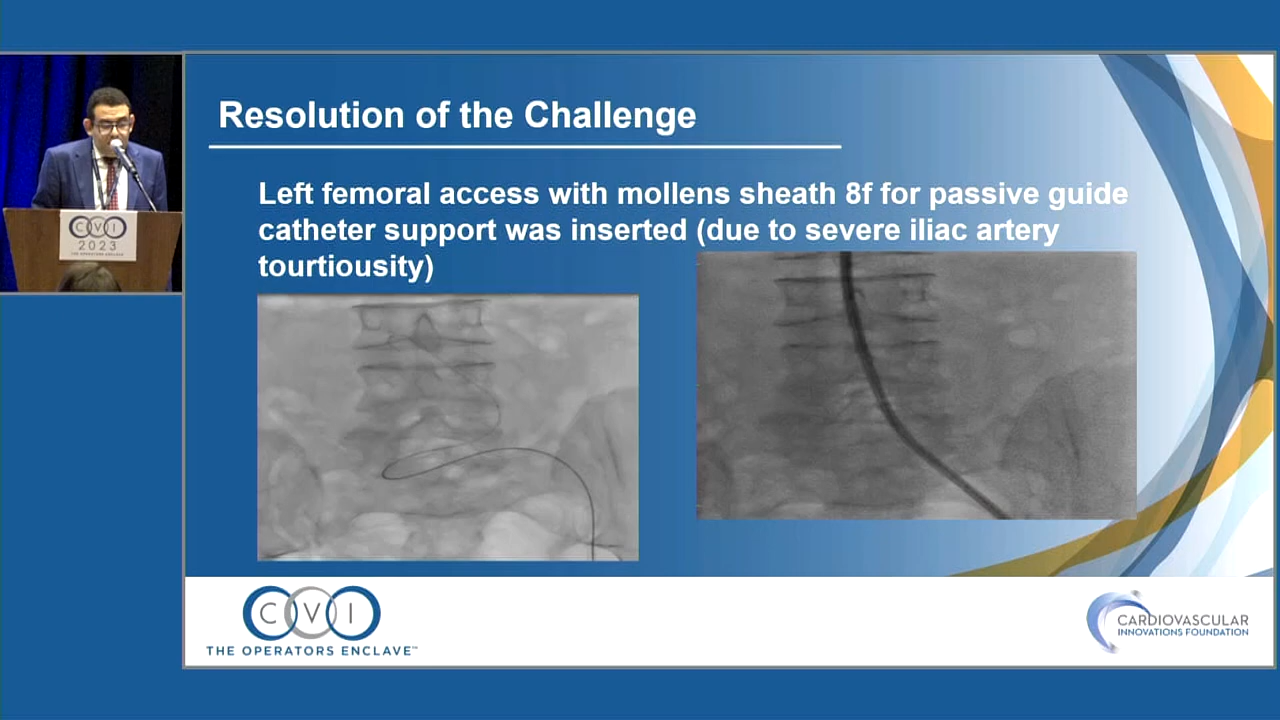 Resolution of the Challenge
Left femoral access with mollens sheath 8f for passive guide
catheter support was inserted (due to severe iliac artery
tourtiousity)
CVI
2023
THE OPERATORS ENCLAVE
CVI
THE OPERATORS ENCLAVE™
CARDIOVASCULAR
INNOVATIONS FOUNDATION